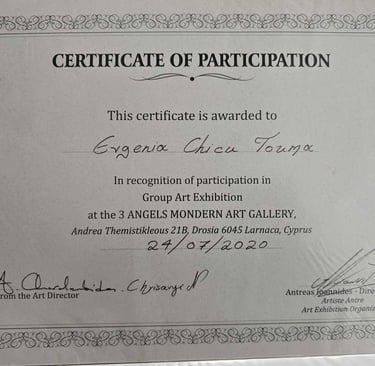 CERTIFICATE OF PARTICIPATION
This certificate is awarded to
Evgenia Chicu Touma
In recognition of participation in
Group Art Exhibition
at the 3 ANGELS MONDERN ART GALLERY,
Andrea Themistikleous 21B, Drosia 6045 Larnaca, Cyprus
24/07/2020
rom the Art Director
Antreas Joannides - Dire
Artiste Antre
Art Exhibition Organiz